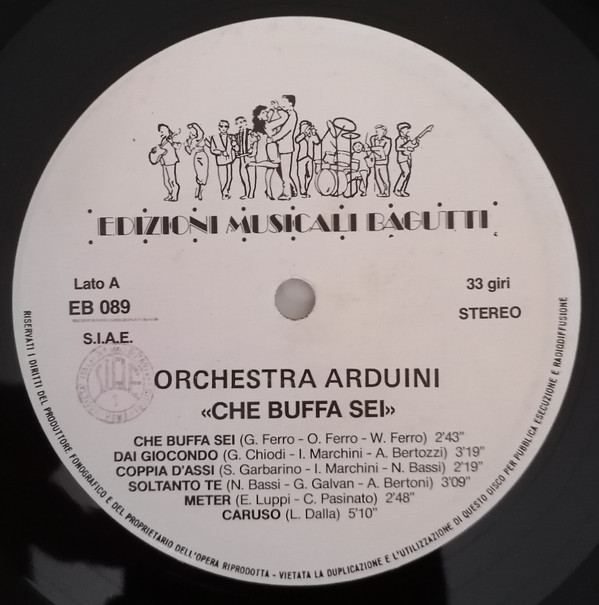 EDIZIONI MUSICALI BAGUTTI
Lato A
33 giri
EB 089
STEREO
S.I.A.E.
ORCHESTRA ARDUINI
«CHE BUFFA SEI»
CHE BUFFA SEI (G. Ferro - O. Ferro - W. Ferro) 2'43"
DAI GIOCONDO (G. Chiodi - I. Marchini - A. Bertozzi) 3'19"
COPPIA D'ASSI (S. Garbarino - I. Marchini - N. Bassi) 2'19"
SOLTANTO TE (N. Bassi - G. Galvan - A. Bertoni) 3'09"
METER (E. Luppi - C. Pasinato) 2'48"
CARUSO (L. Dalla) 5'10"
RISERVATI I DIRITTI DEL PRODUTTORE FONOGRAFICO E DEL PROPRIETARIO DELL'OPERA RIPRODOTTA - VIETATA LA DUPLICAZIONE E L'UTILIZZAZIONE DI QUESTO DISCO PER PUBBLICA ESECUZIONE E RADIODIFFUSIONE